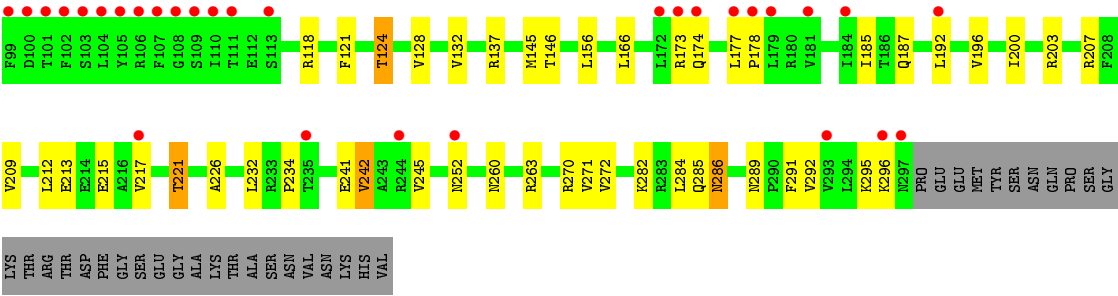 F99 D100 T101 F102 S103 L104 Y105 R106 F107 G108 S109 I110 T111 E112 S113 R118 F121 T124 V128 V132 R137 M145 T146 L156 L166 L172 R173 Q174 L177 P178 L179 R180 V181 I184 I185 T186 Q187 L192 V196 I200 R203 R207 F208
V209 L212 E213 E214 E215 A216 V217 T221 A226 L232 R233 P234 T235 E241 V242 A243 R244 V245 N252 N260 R263 R270 V271 V272 K282 R283 L284 Q285 N286 N289 P290 F291 V292 V293 L294 K295 K296 N297 PRO GLU GLU MET TYR SER ASN GLN PRO SER GLY
LYS THR ARG THR ASP PHE GLY SER GLU GLY ALA LYS THR ALA SER ASN VAL ASN LYS HIS VAL